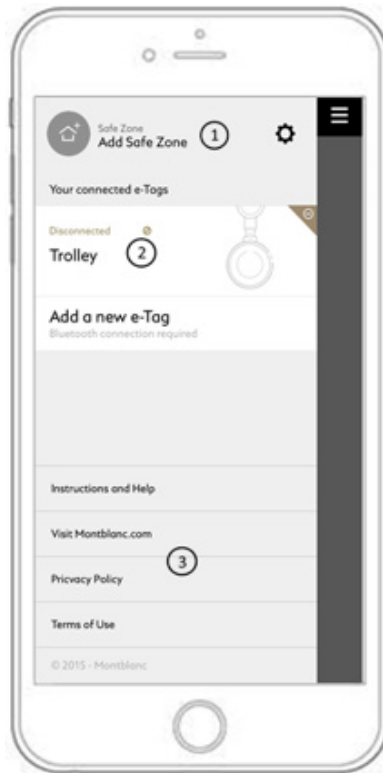 Safe Zone
Add Safe Zone
1
Your connected e-Tags
Disconnected
Trolley
2
Add a new e-Tag
Bluetooth connection required
Instructions and Help
Visit Montblanc.com
3
Pricvacy Policy
Terms of Use
© 2015 - Montblanc